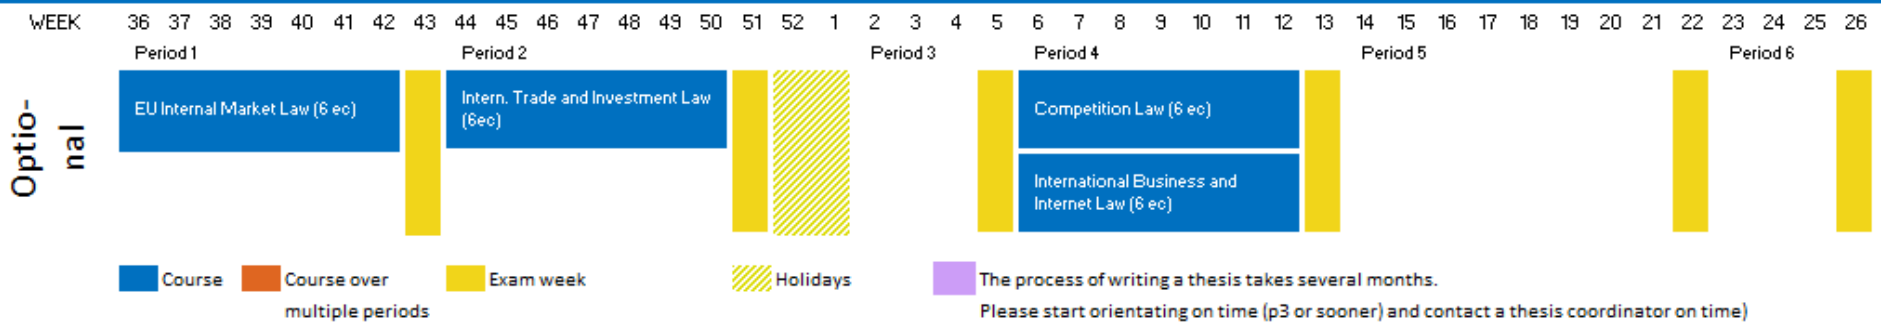 WEEK 36 37 38 39 40 41 42 43 44 45 46 47 48 49 50 51 52 1 2 3 4 5 6 7 8 9 10 11 12 13 14 15 16 17 18 19 20 21 22 23 24 25 26
Period 1 Period 2 Period 3 Period 4 Period 5 Period 6
Optio-
nal
EU Internal Market Law (6 ec)
Intern. Trade and Investment Law
(6ec)
Competition Law (6 ec)
International Business and
Internet Law (6 ec)
Course
Course over
multiple periods
Exam week
Holidays
The process of writing a thesis takes several months.
Please start orientating on time (p3 or sooner) and contact a thesis coordinator on time)